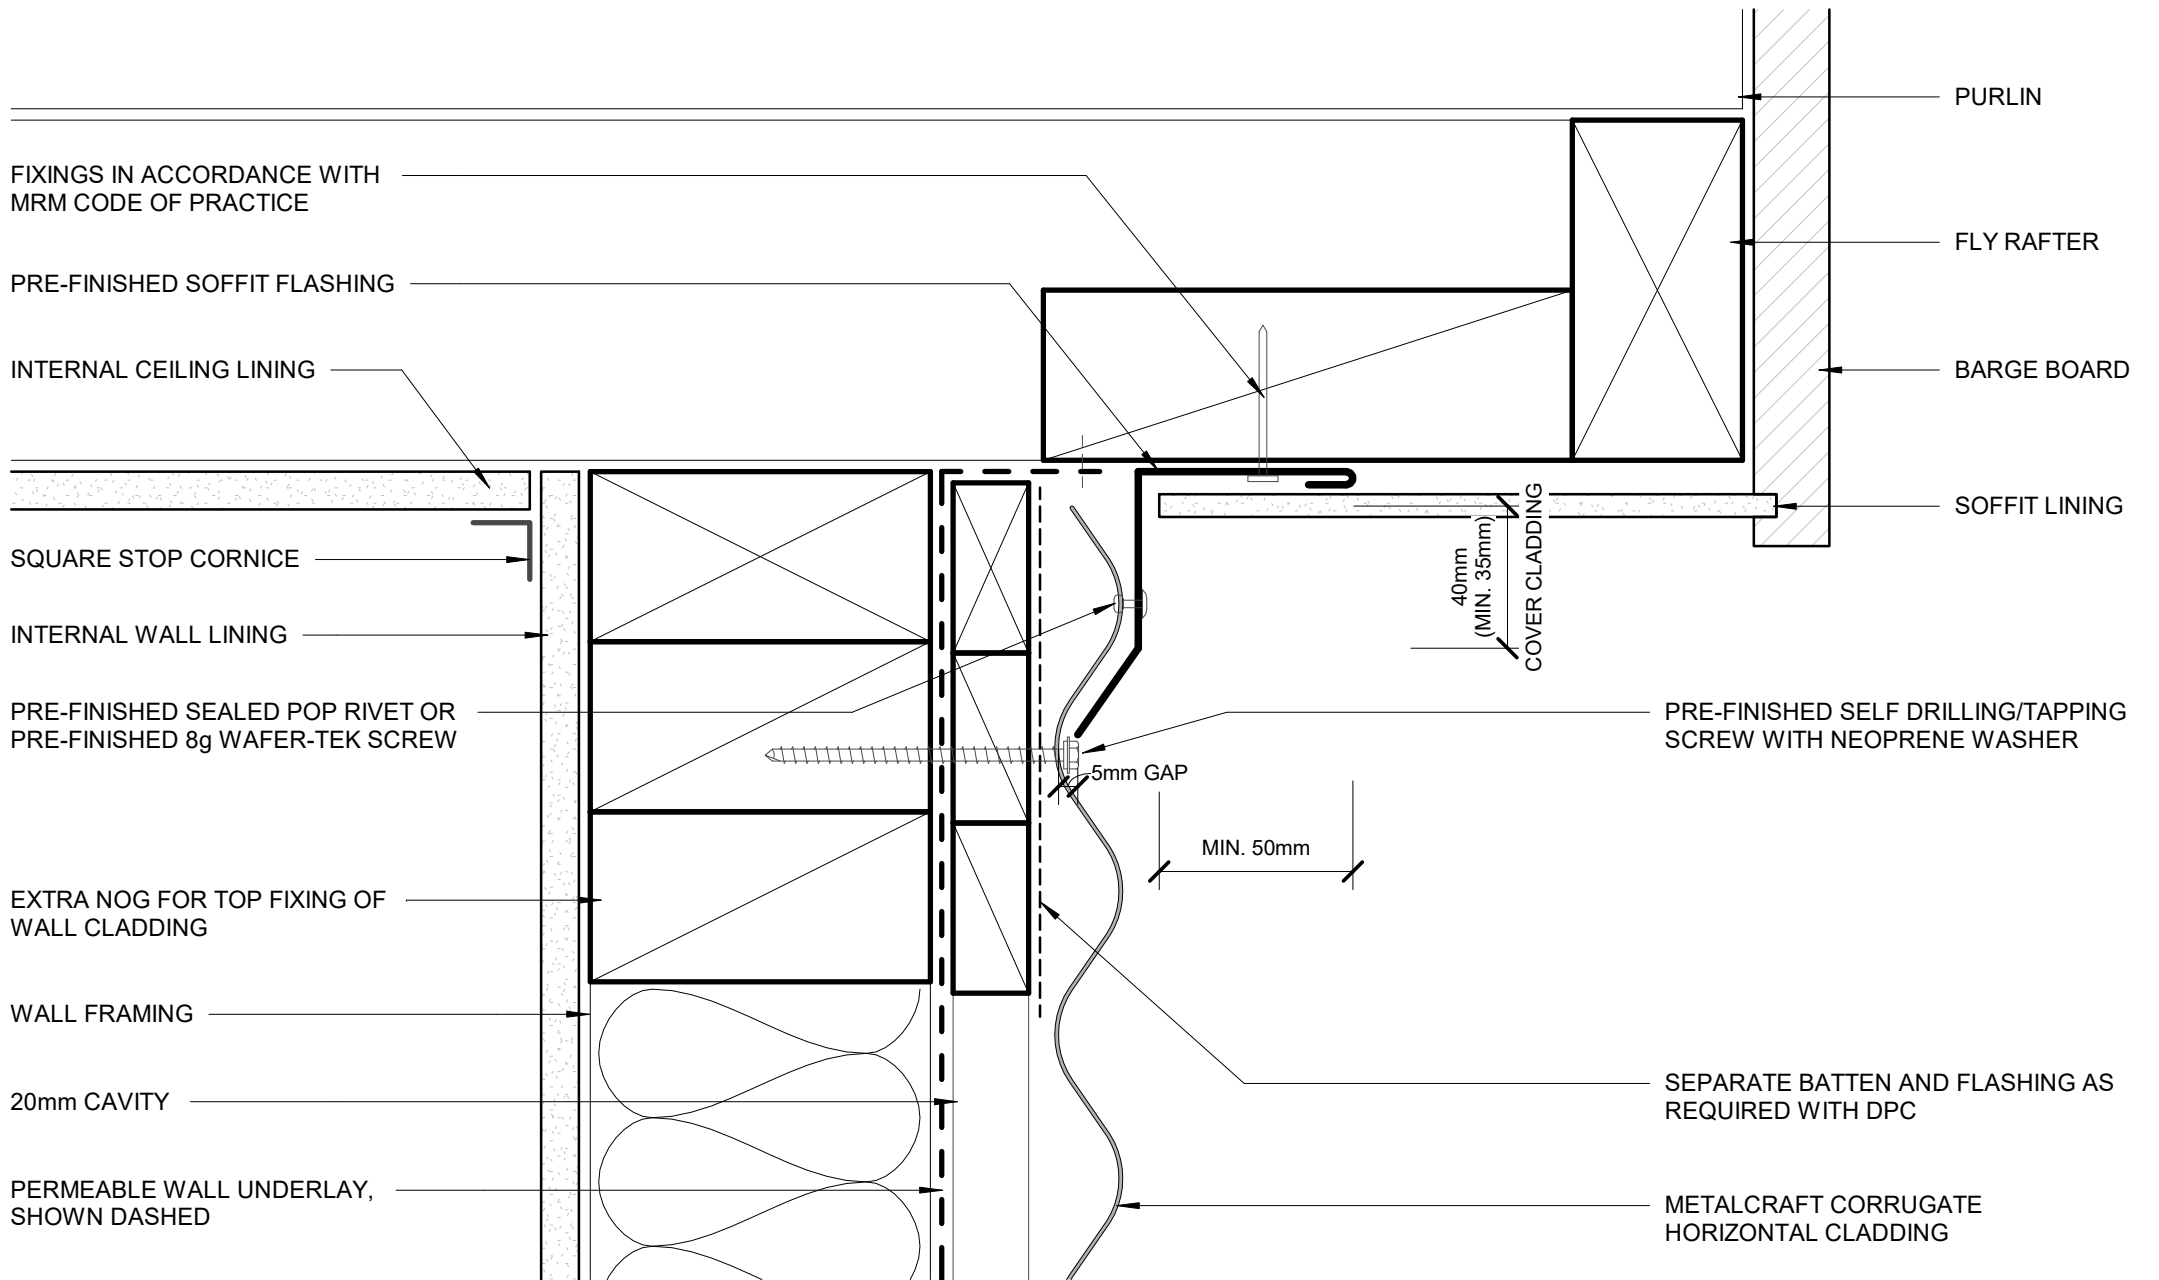 PURLIN
FIXINGS IN ACCORDANCE WITH
MRM CODE OF PRACTICE
FLY RAFTER
PRE-FINISHED SOFFIT FLASHING
INTERNAL CEILING LINING
BARGE BOARD
SOFFIT LINING
40mm
(MIN. 35mm)
COVER CLADDING
SQUARE STOP CORNICE
INTERNAL WALL LINING
PRE-FINISHED SEALED POP RIVET OR
PRE-FINISHED 8g WAFER-TEK SCREW
PRE-FINISHED SELF DRILLING/TAPPING
SCREW WITH NEOPRENE WASHER
5mm GAP
MIN. 50mm
EXTRA NOG FOR TOP FIXING OF
WALL CLADDING
WALL FRAMING
SEPARATE BATTEN AND FLASHING AS
REQUIRED WITH DPC
20mm CAVITY
PERMEABLE WALL UNDERLAY,
SHOWN DASHED
METALCRAFT CORRUGATE
HORIZONTAL CLADDING